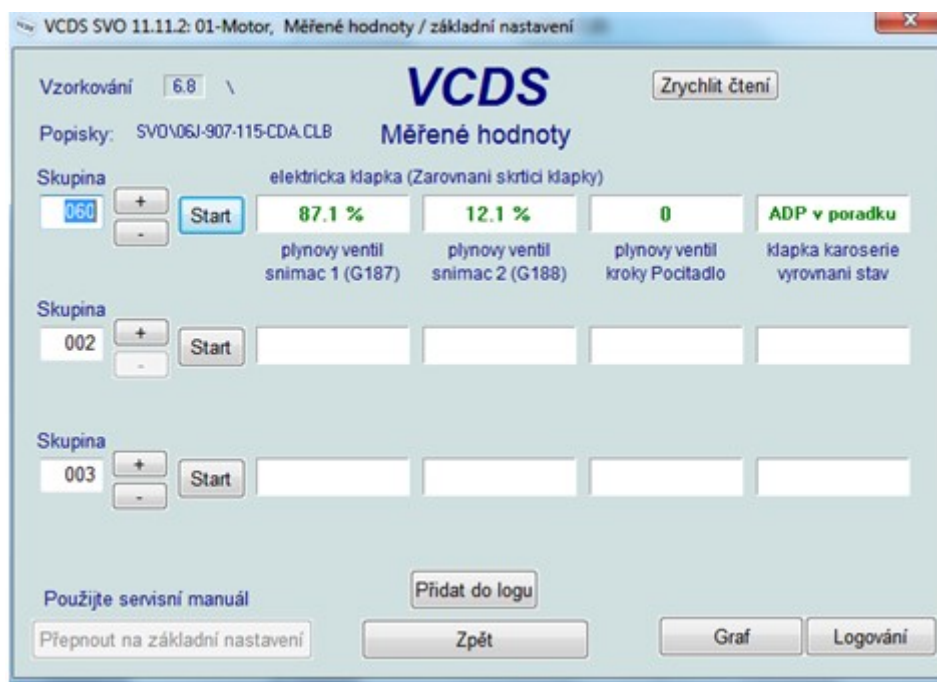 VCDS SVO 11.11.2: 01-Motor, Měřené hodnoty / základní nastavení
Vzorkování 6.8 \
VCDS
Zrychlit čtení
Popisky: SVO\06J-907-115-CDA.CLB
Měřené hodnoty
Skupina
elektricka klapka (Zarovnani skrtici klapky)
060 + - Start 87.1 % 12.1 % 0 ADP v poradku
plynovy ventil plynovy ventil plynovy ventil klapka karoserie
snimac 1 (G187) snimac 2 (G188) kroky Pocitadlo vyrovnani stav
Skupina
002 + - Start
Skupina
003 + - Start
Přidat do logu
Použijte servisní manuál
Přepnout na základní nastavení Zpět Graf Logování